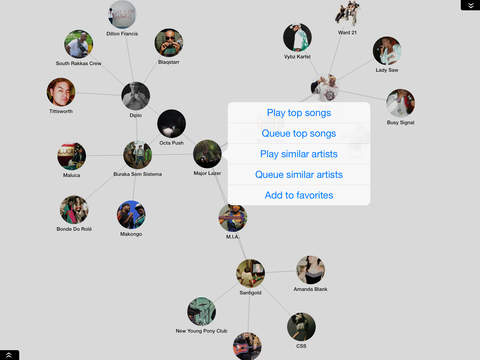 Dillon Francis
Ward 21
South Rakkas Crew
Blaqstarr
Vybz Kartel
Lady Saw
Tittsworth
Diplo
Busy Signal
Octa Push
Play top songs
Queue top songs
Play similar artists
Queue similar artists
Add to favorites
Maluca
Buraka Som Sistema
Major Lazer
Bonde Do Rolê
Makongo
M.I.A.
Santigold
Amanda Blank
New Young Pony Club
CSS